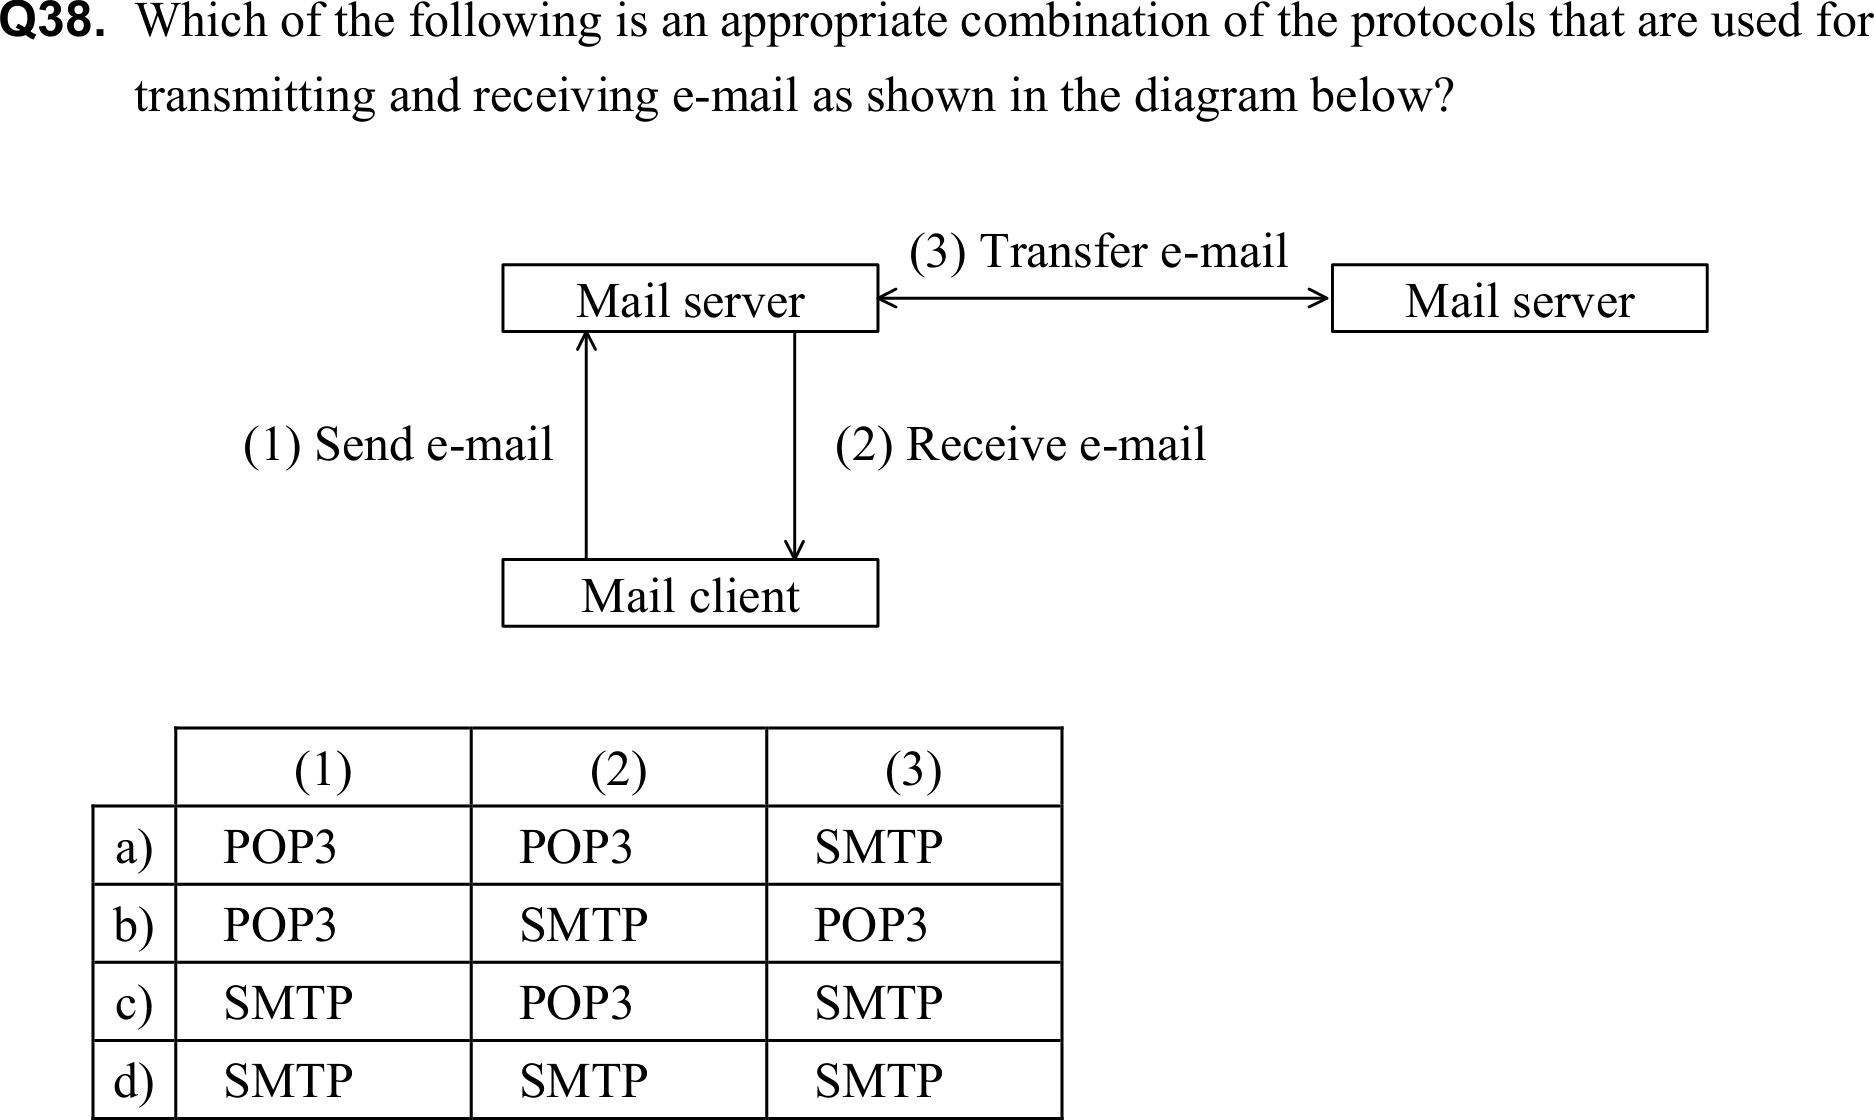 Q38. Which of the following is an appropriate combination of the protocols that are used for
transmitting and receiving e-mail as shown in the diagram below?
(3) Transfer e-mail
Mail server
Mail server
(1) Send e-mail
(2) Receive e-mail
Mail client
(1) (2) (3)
a) POP3 POP3 SMTP
b) POP3 SMTP POP3
c) SMTP POP3 SMTP
d) SMTP SMTP SMTP